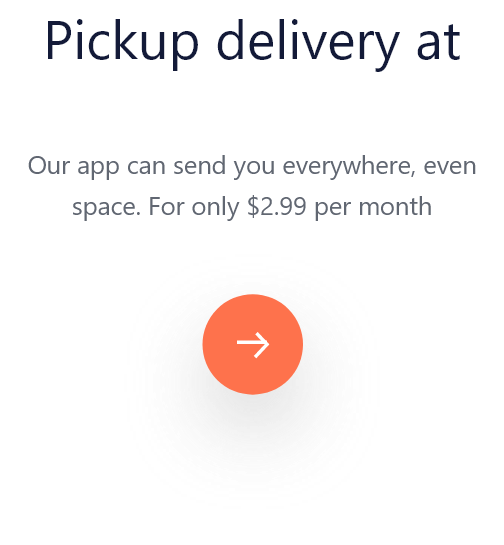 Pickup delivery at
Our app can send you everywhere, even
space. For only $2.99 per month